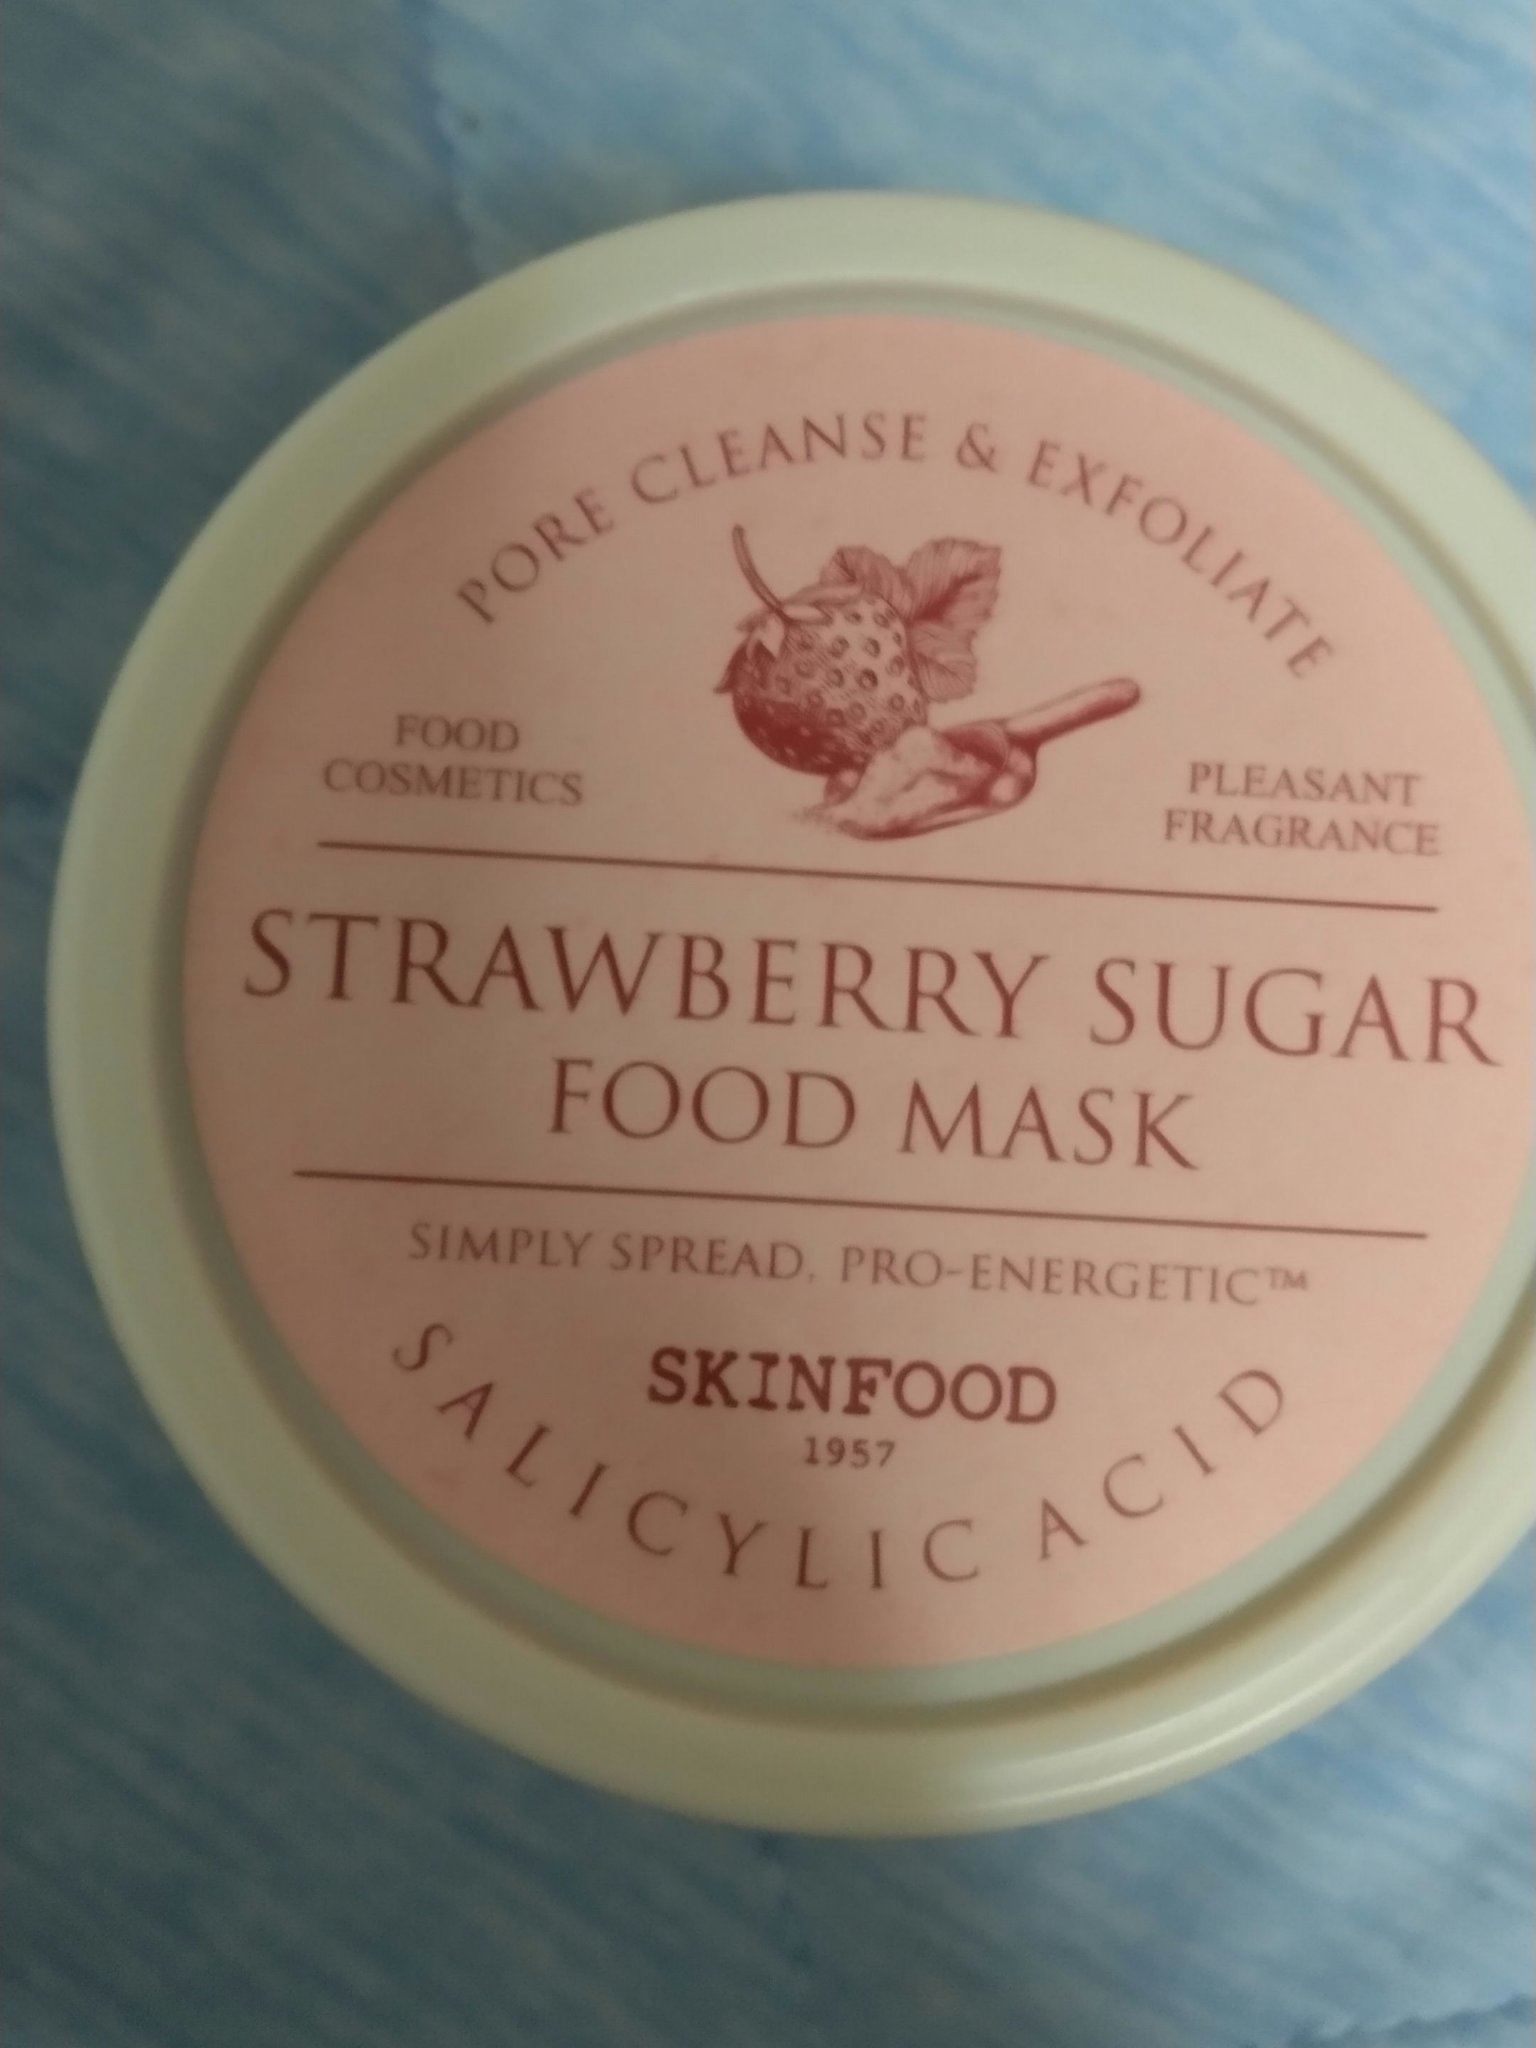 PORE CLEANSE & EXFOLIATE
FOOD
COSMETICS
PLEASANT
FRAGRANCE
STRAWBERRY SUGAR
FOOD MASK
SIMPLY SPREAD, PRO-ENERGETIC™
SKINFOOD
1957
SALICYLIC ACID